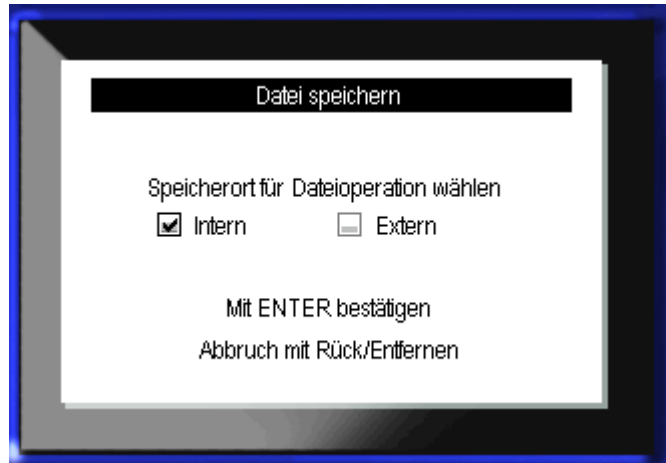 Datei speichern
Speicherort für Dateioperation wählen
Intern Extern
Mit ENTER bestätigen
Abbruch mit Rück/Entfernen